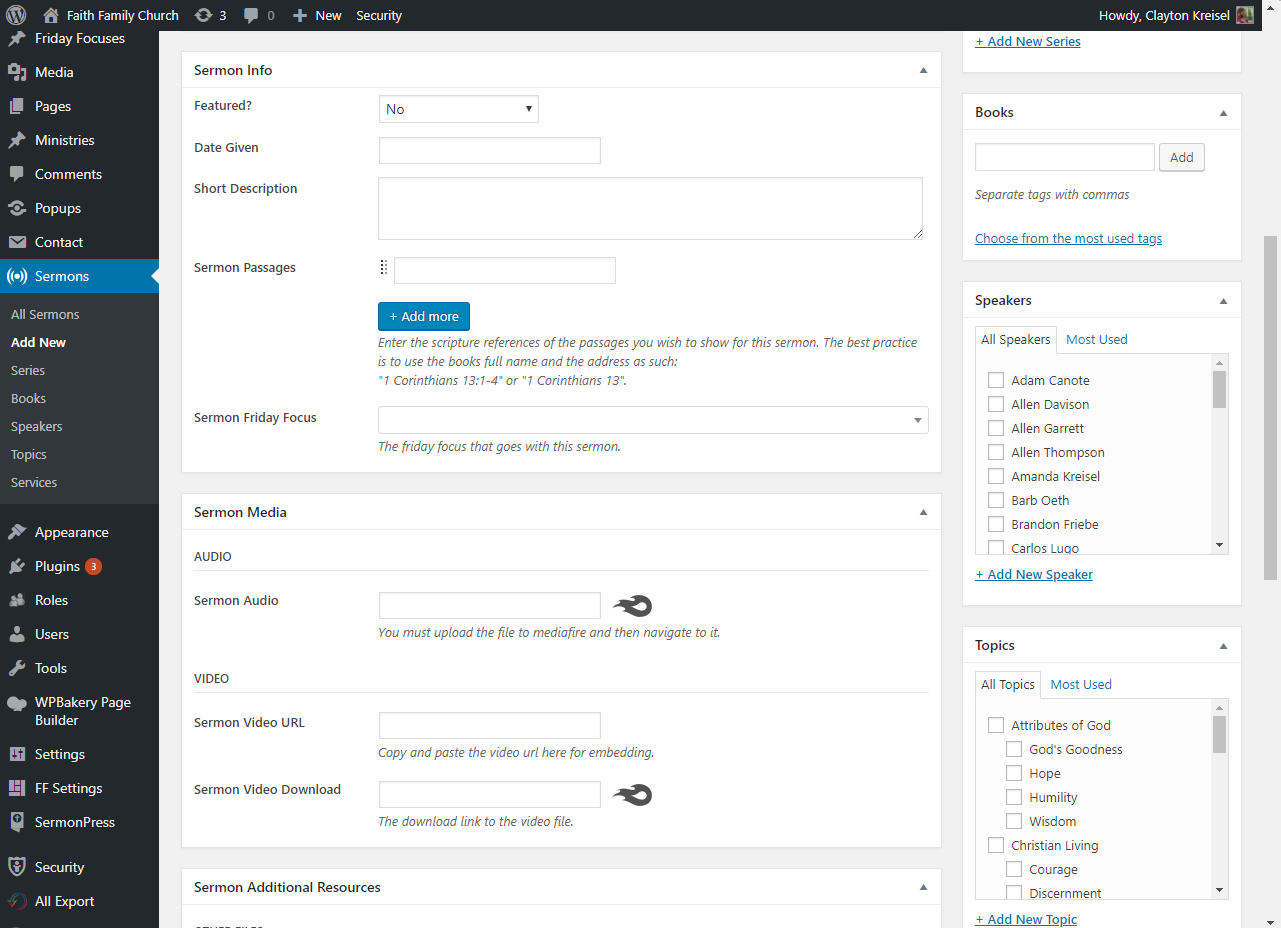 Faith Family Church 3 0 New Security Howdy, Clayton Kreisel
Friday Focuses
Media
Pages
Ministries
Comments
Popups
Contact
Sermons
All Sermons
Add New
Series
Books
Speakers
Topics
Services
Appearance
Plugins 3
Roles
Users
Tools
WPBakery Page
Builder
Settings
FF Settings
SermonPress
Security
All Export
Sermon Info
Featured?
No
Date Given
Short Description
Sermon Passages
+ Add more
Enter the scripture references of the passages you wish to show for this sermon. The best practice
is to use the books full name and the address as such:
"1 Corinthians 13:1-4" or "1 Corinthians 13".
Sermon Friday Focus
The friday focus that goes with this sermon.
Sermon Media
AUDIO
Sermon Audio
You must upload the file to mediafire and then navigate to it.
VIDEO
Sermon Video URL
Copy and paste the video url here for embedding.
Sermon Video Download
The download link to the video file.
Sermon Additional Resources
OTHER FILES
+ Add New Series
Books
Add
Separate tags with commas
Choose from the most used tags
Speakers
All Speakers Most Used
Adam Canote
Allen Davison
Allen Garrett
Allen Thompson
Amanda Kreisel
Barb Oeth
Brandon Friebe
Carlos Lugo
+ Add New Speaker
Topics
All Topics Most Used
Attributes of God
God's Goodness
Hope
Humility
Wisdom
Christian Living
Courage
Discernment
+ Add New Topic